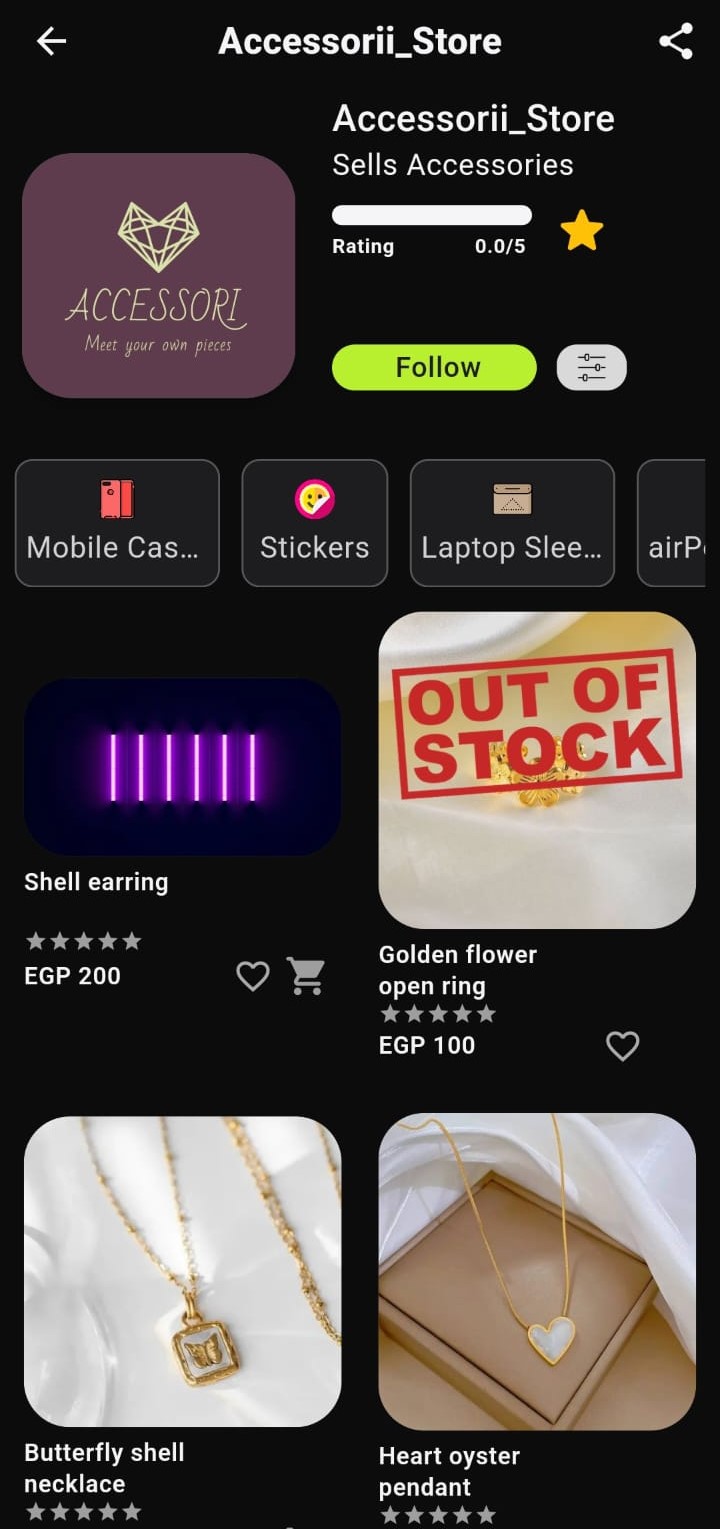 Accessorii_Store
Accessorii_Store
Sells Accessories
Rating 0.0/5
ACCESSORI
Meet your own pieces
Follow
Mobile Cas...
Stickers
Laptop Slee...
airP
OUT OF
STOCK
Shell earring
EGP 200
Golden flower
open ring
EGP 100
Butterfly shell
necklace
Heart oyster
pendant